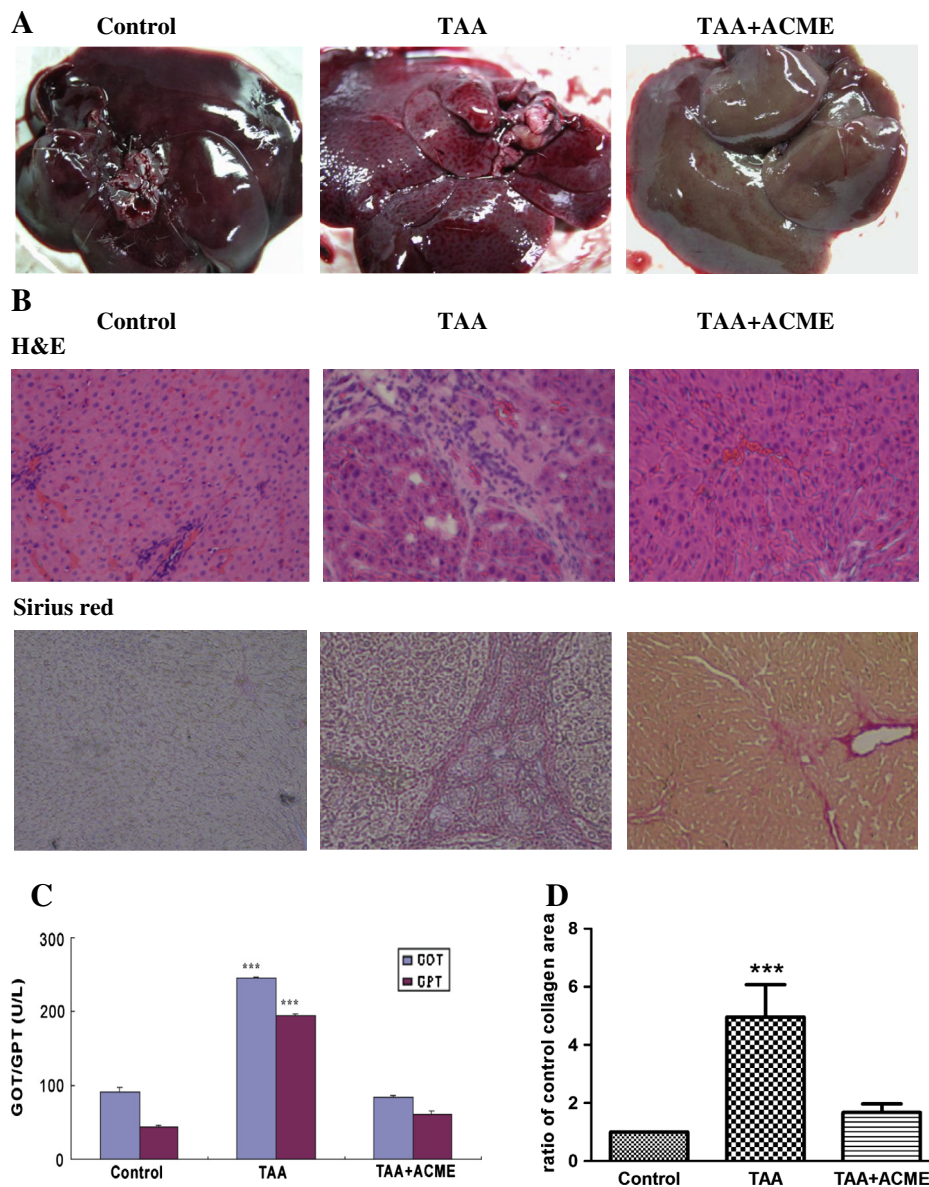 A
Control TAA TAA+ACME
B
Control TAA TAA+ACME
H&E
Sirius red
C
GOT/GPT (U/L)
300
200
100
0
*** ***
GOT
GPT
Control TAA TAA+ACME
D
ratio of control collagen area
8
6
4
2
0
***
Control TAA TAA+ACME